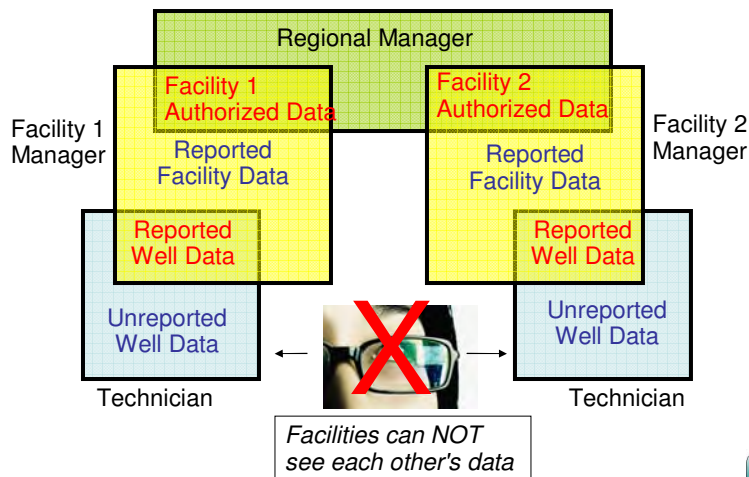 Regional Manager
Facility 1
Authorized Data
Facility 2
Authorized Data
Facility 1
Manager
Facility 2
Manager
Reported
Facility Data
Reported
Facility Data
Reported
Well Data
Reported
Well Data
Unreported
Well Data
Unreported
Well Data
X
Technician
Technician
Facilities can NOT
see each other's data